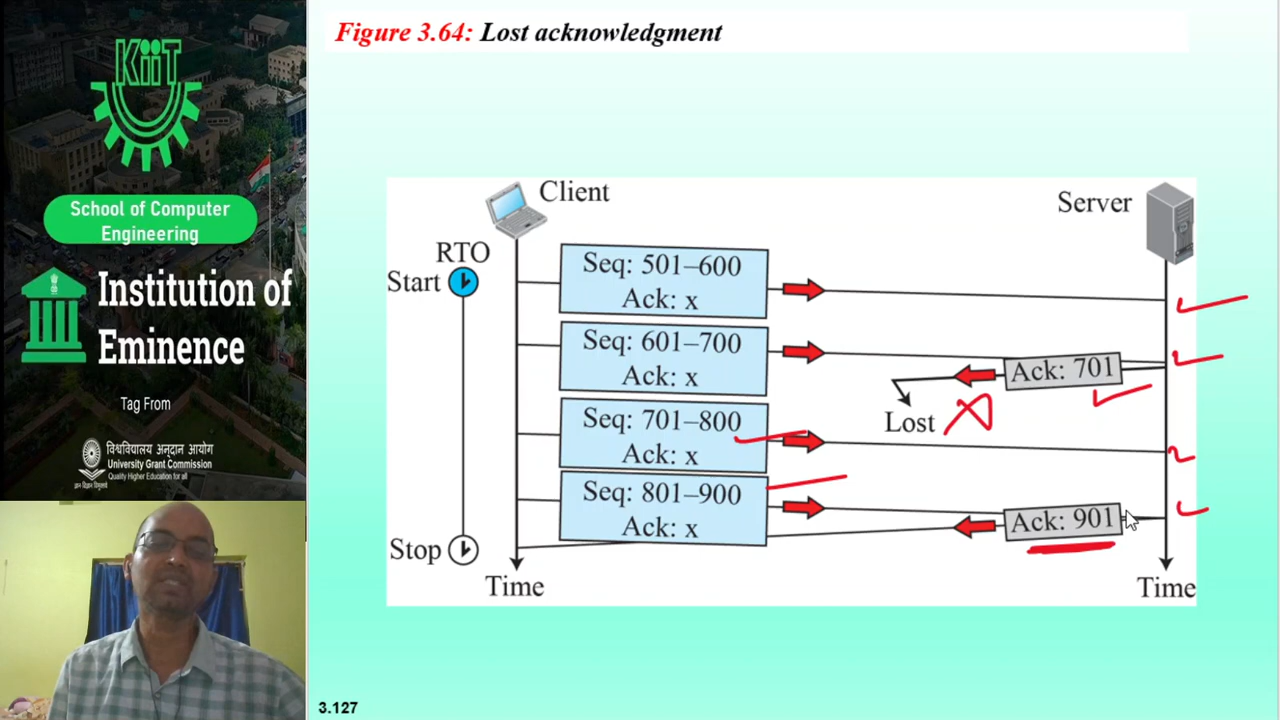 Figure 3.64: Lost acknowledgment
KiiT
School of Computer
Engineering
Institution of
Eminence
Tag From
विश्वविद्यालय अनुदान आयोग
University Grant Commission
Quality Higher Education for all
ज्ञान विज्ञान विमुक्तये
Client
Server
RTO
Start
Seq: 501–600
Ack: x
Seq: 601–700
Ack: x
Ack: 701
Lost
Seq: 701–800
Ack: x
Seq: 801–900
Ack: x
Ack: 901
Stop
Time
Time
3.127